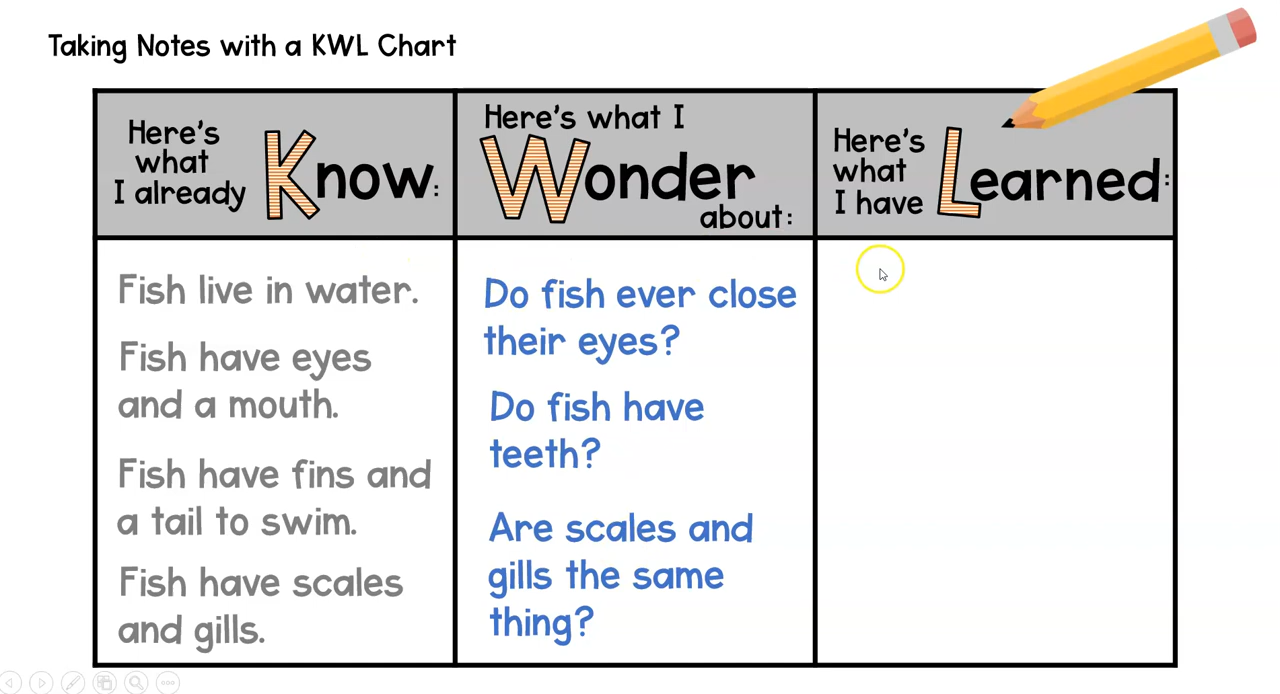 Taking Notes with a KWL Chart
Here's
what
I already
Know:
Here's what I
Wonder
about:
Here's
what
I have
Learned:
Fish live in water.
Fish have eyes
and a mouth.
Fish have fins and
a tail to swim.
Fish have scales
and gills.
Do fish ever close
their eyes?
Do fish have
teeth?
Are scales and
gills the same
thing?